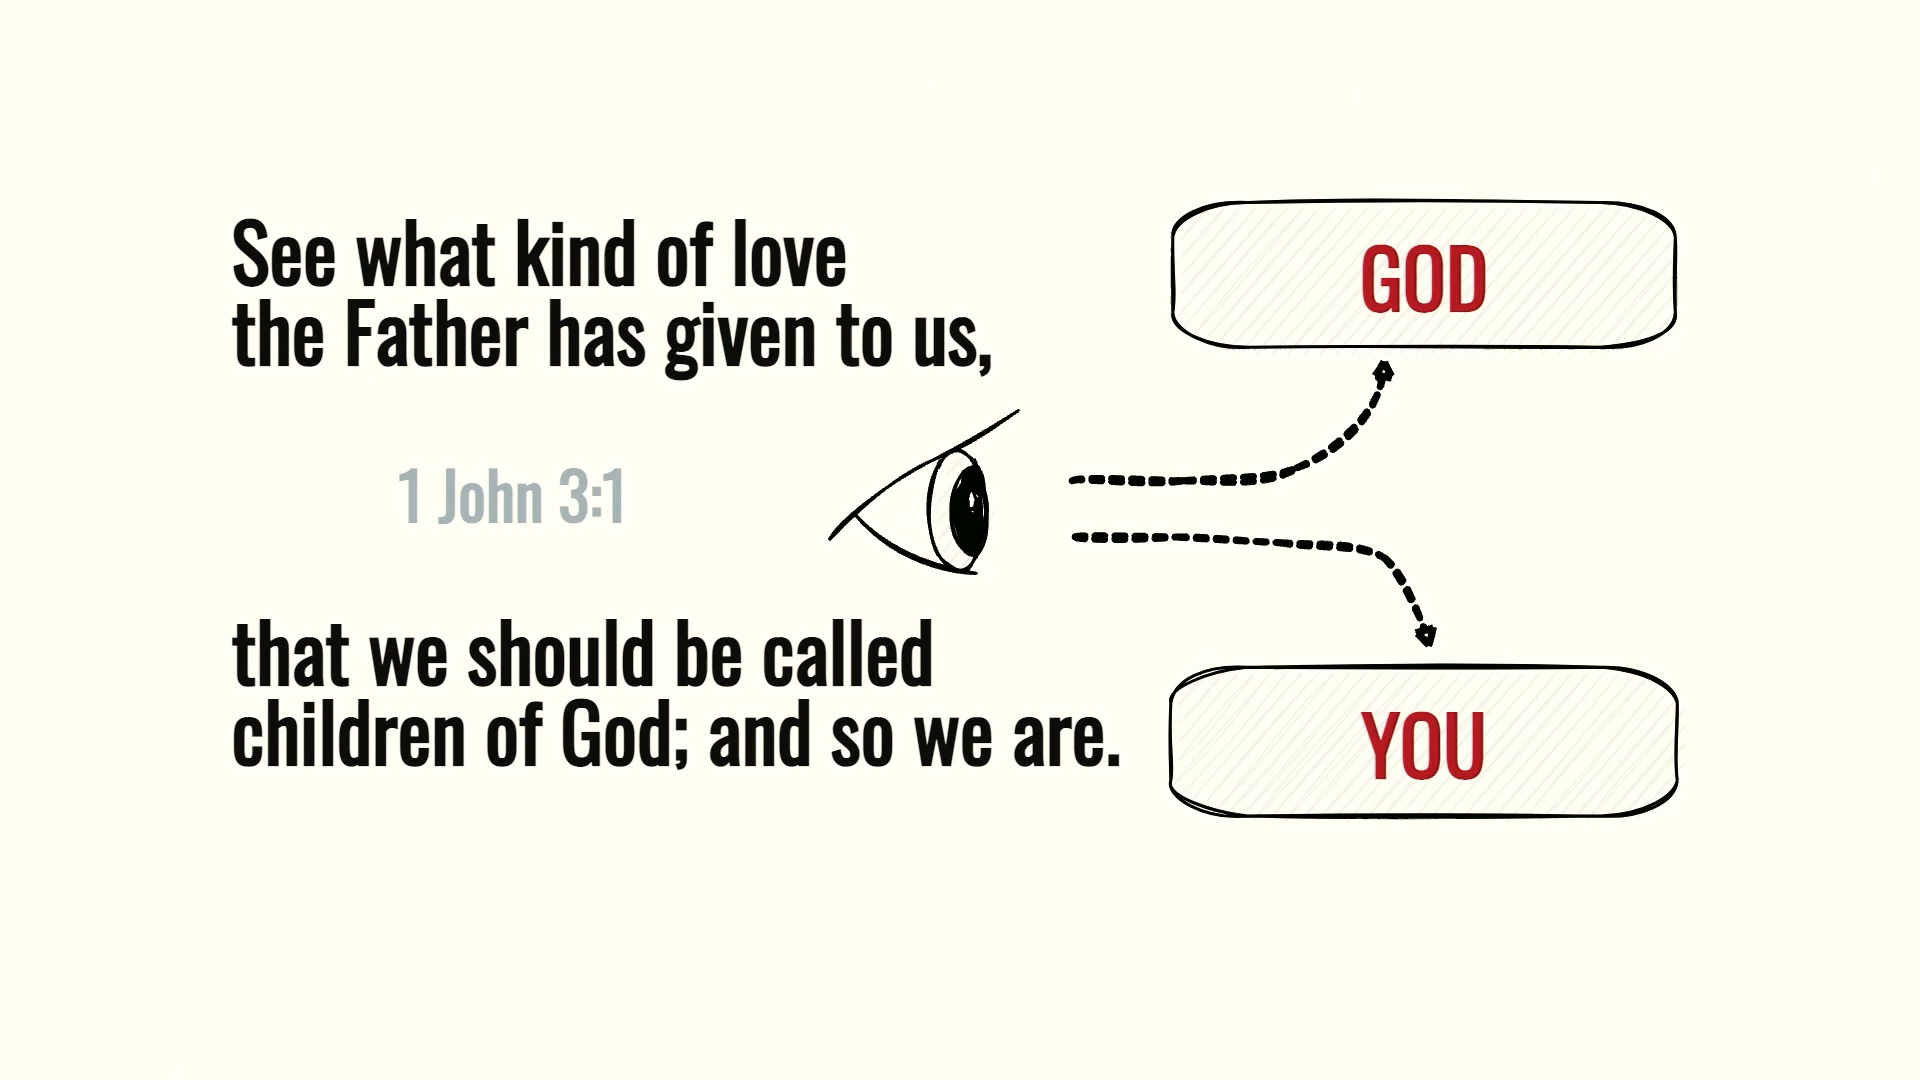 See what kind of love
the Father has given to us,
1 John 3:1
that we should be called
children of God; and so we are.
GOD
YOU